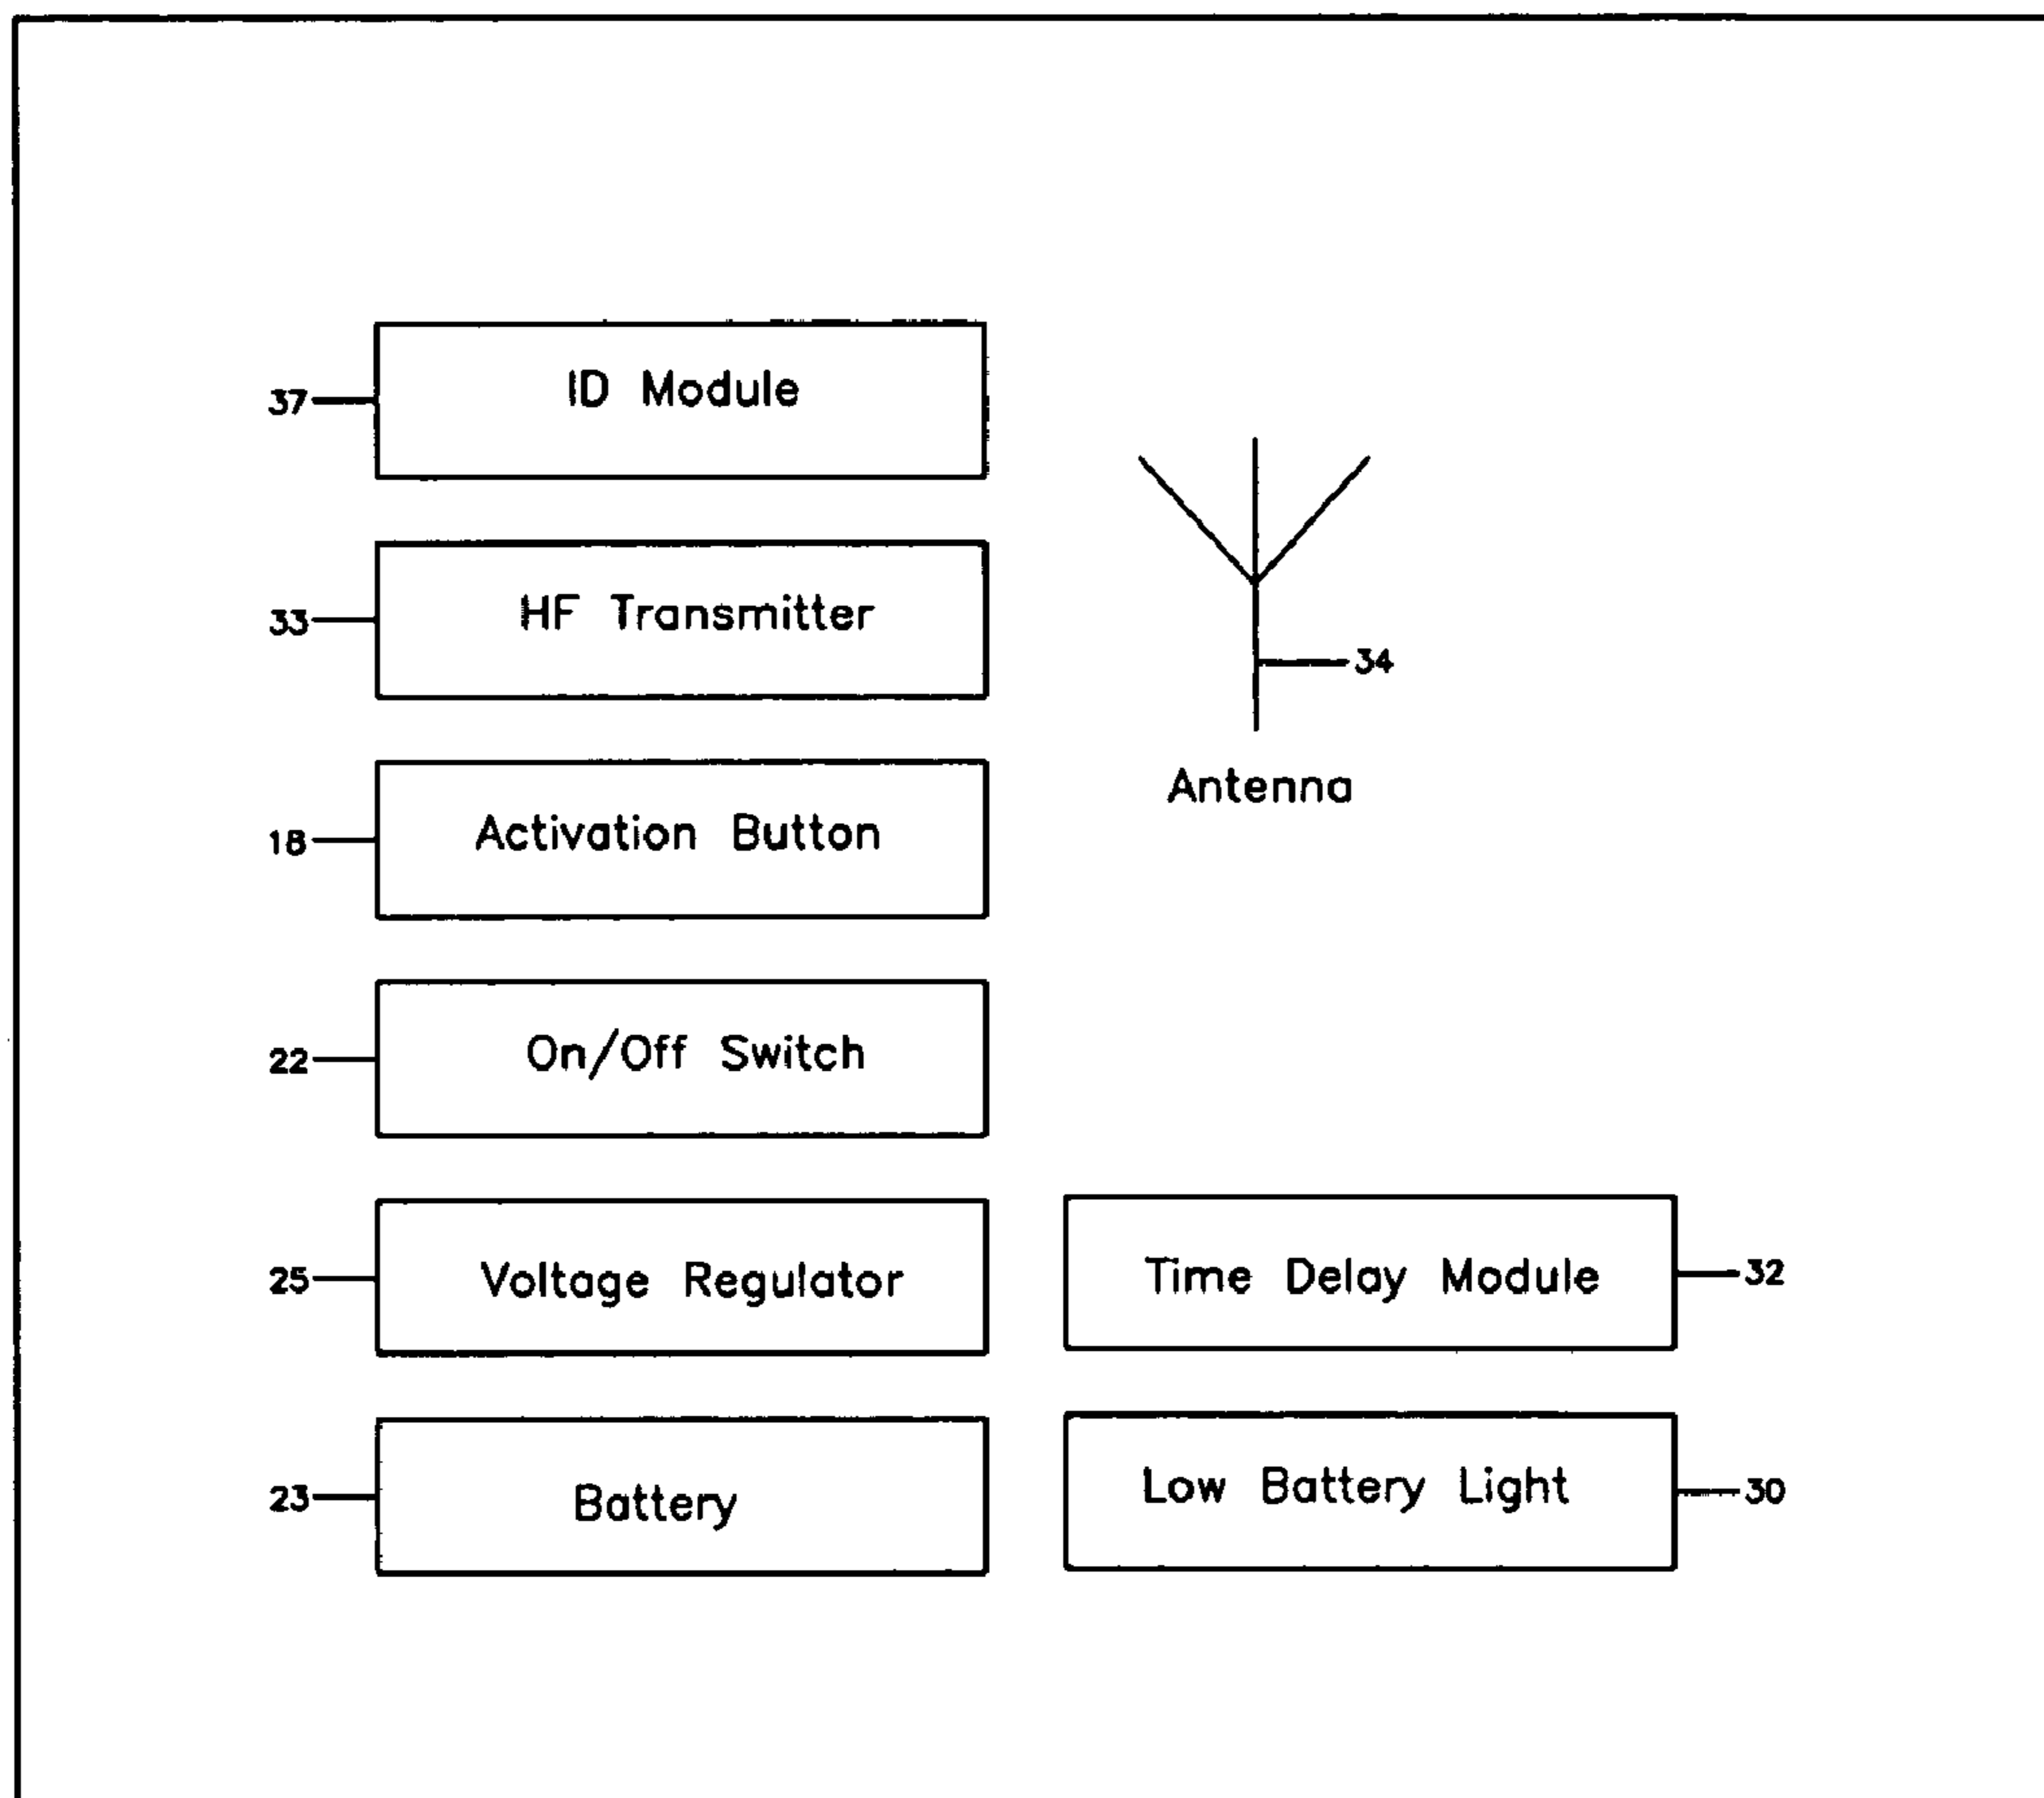 ID Module
37
HF Transmitter
33
34
Antenna
Activation Button
18
On/Off Switch
22
Voltage Regulator
25
Time Delay Module
32
Battery
23
Low Battery Light
30